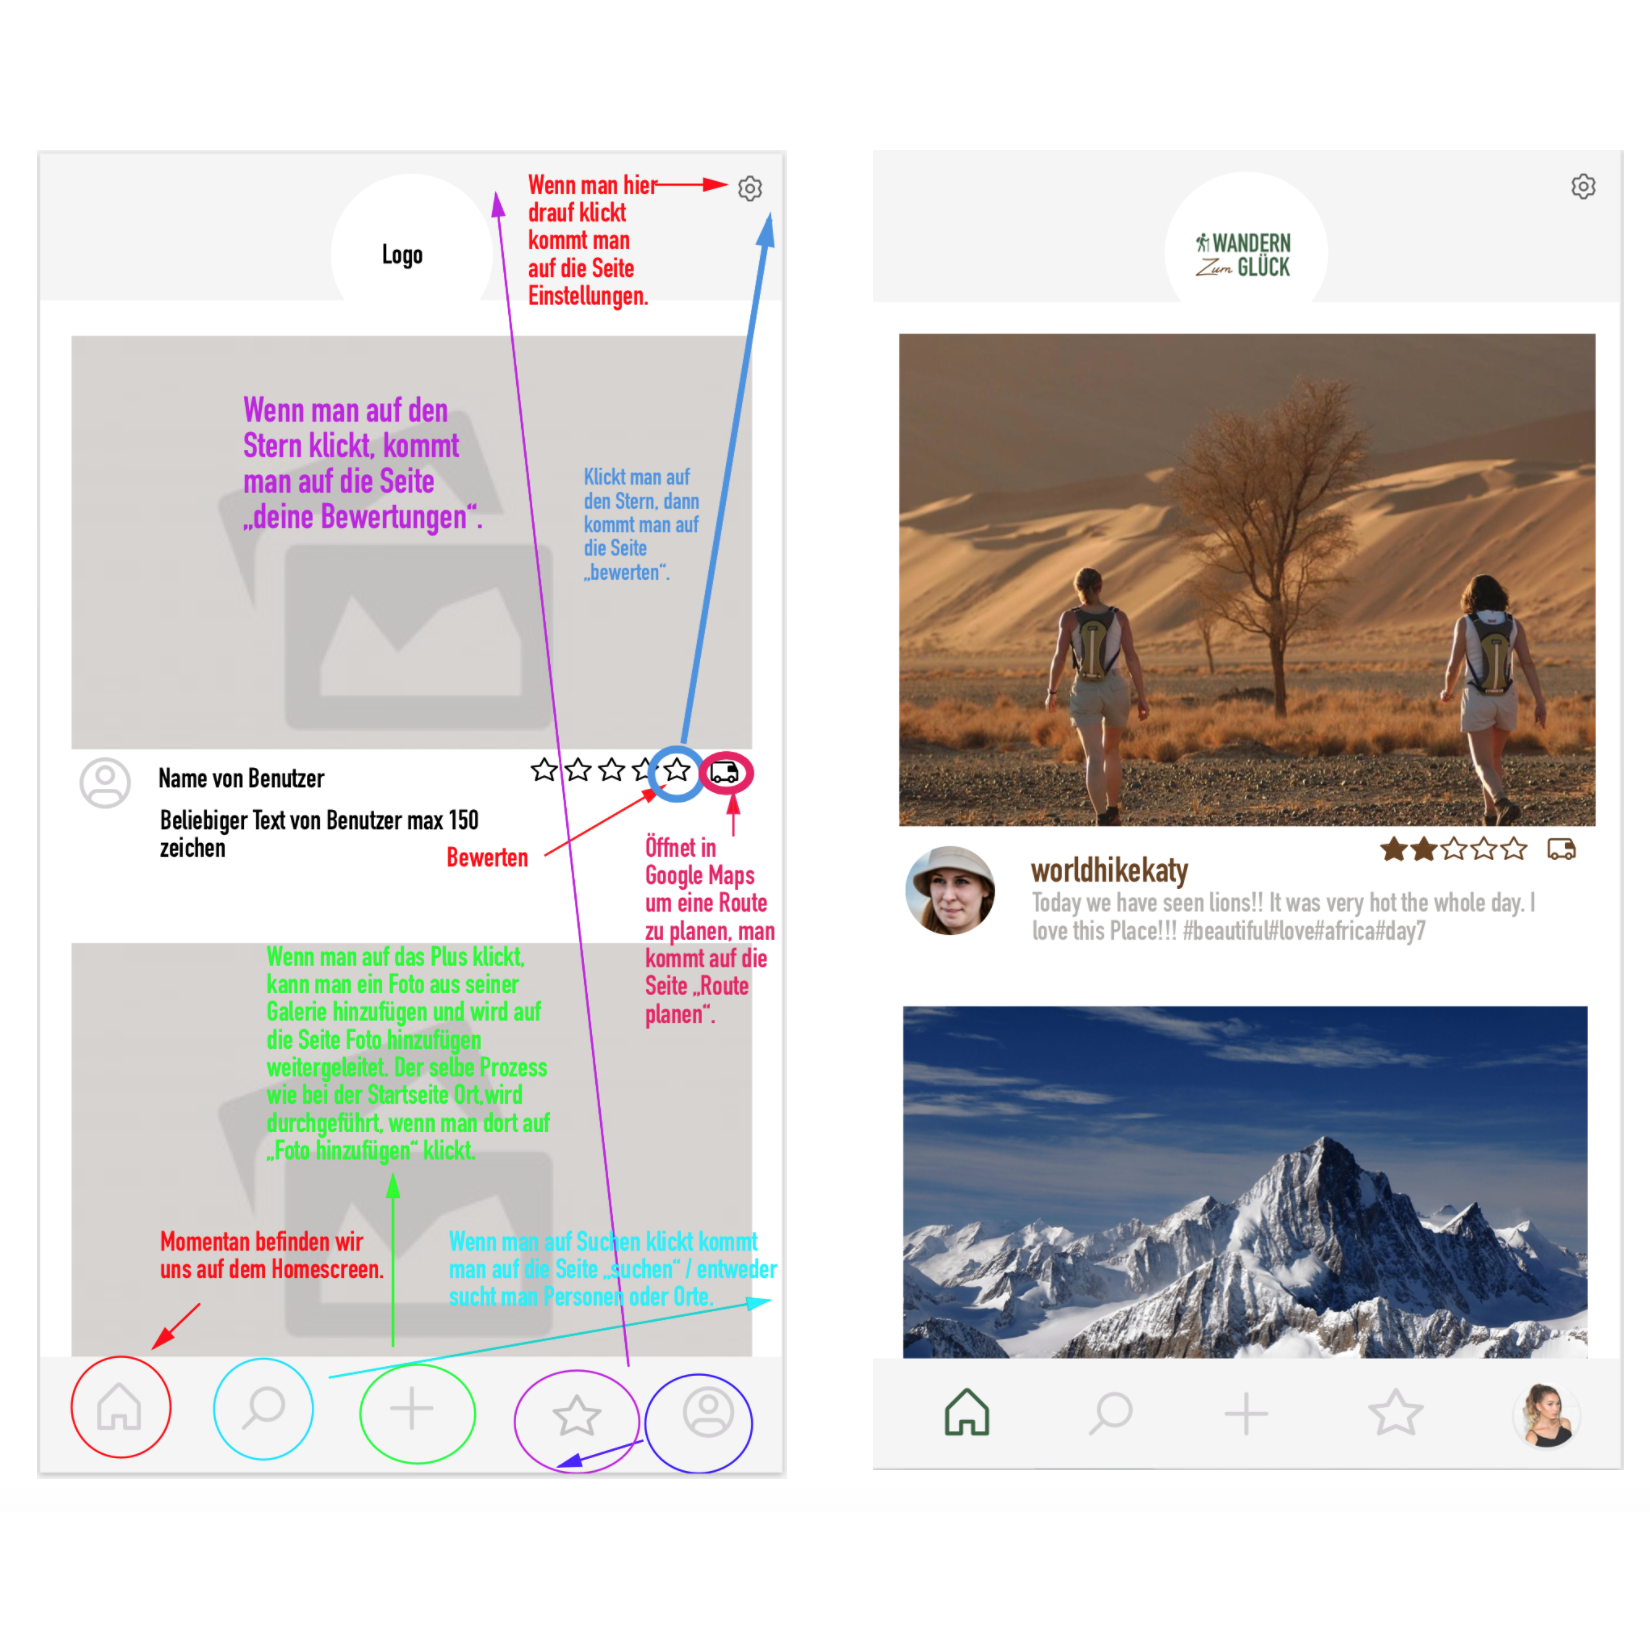 Logo
Wenn man hier
drauf klickt
kommt man
auf die Seite
Einstellungen.
Wenn man auf den
Stern klickt, kommt
man auf die Seite
„deine Bewertungen“.
Klickt man auf
den Stern, dann
kommt man auf
die Seite
„bewerten“.
Name von Benutzer
Beliebiger Text von Benutzer max 150
zeichen
Bewerten
Öffnet in
Google Maps
um eine Route
zu planen, man
kommt auf die
Seite „Route
planen“.
Wenn man auf das Plus klickt,
kann man ein Foto aus seiner
Galerie hinzufügen und wird auf
die Seite Foto hinzufügen
weitergeleitet. Der selbe Prozess
wie bei der Startseite Ort,wird
durchgeführt, wenn man dort auf
„Foto hinzufügen“ klickt.
Momentan befinden wir
uns auf dem Homescreen.
Wenn man auf Suchen klickt kommt
man auf die Seite „suchen“ / entweder
sucht man Personen oder Orte.
WANDERN
Zum GLÜCK
worldhikekaty
Today we have seen lions!! It was very hot the whole day. I
love this Place!!! #beautiful#love#africa#day7